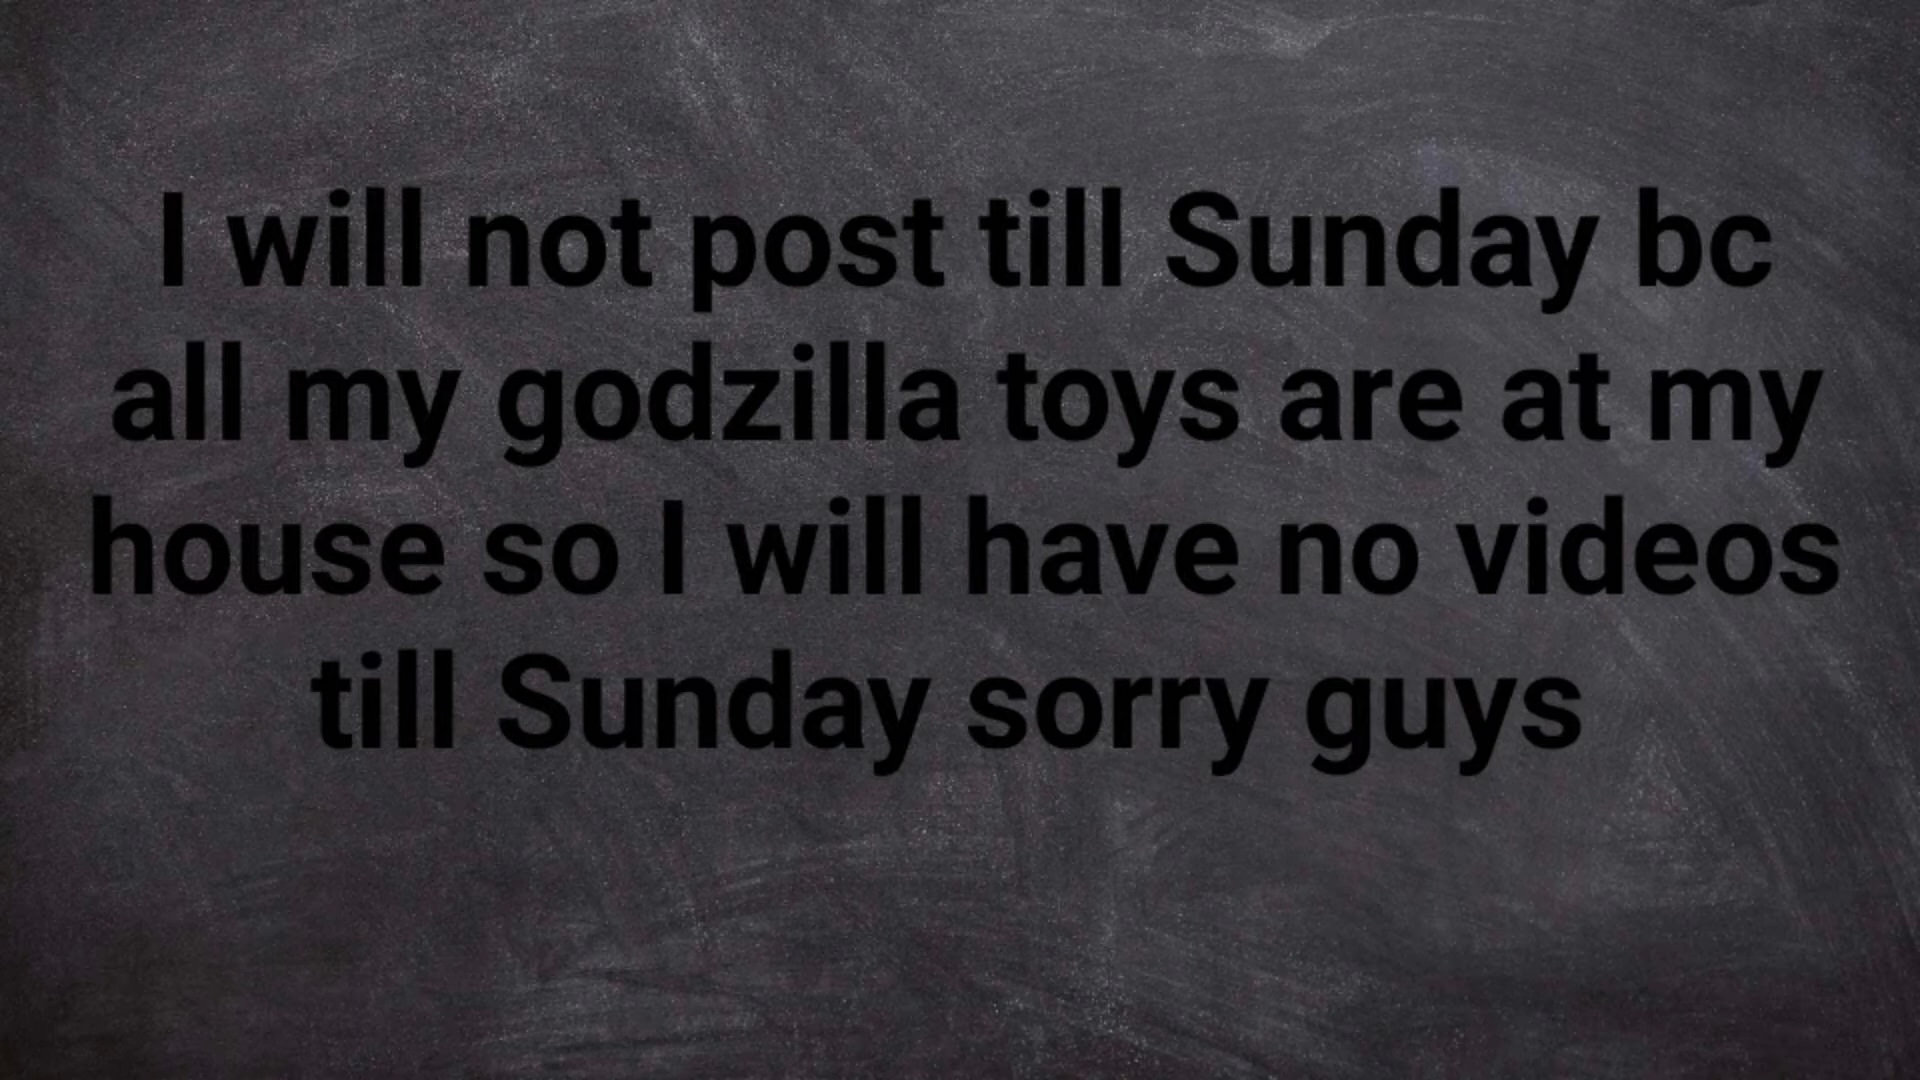 I will not post till Sunday bc
all my godzilla toys are at my
house so I will have no videos
till Sunday sorry guys